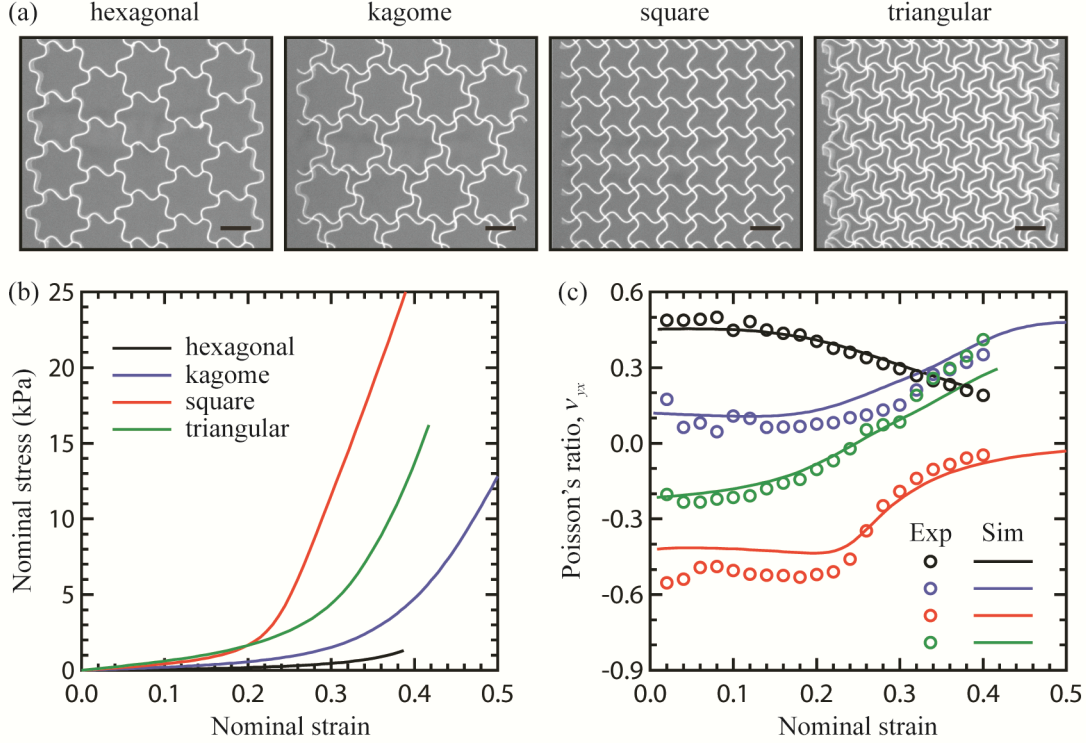 (a) hexagonal kagome square triangular
(b)
25
20
15
10
5
0
Nominal stress (kPa)
hexagonal
kagome
square
triangular
0.0 0.1 0.2 0.3 0.4 0.5
Nominal strain
(c)
0.6
0.3
0.0
-0.3
-0.6
-0.9
Poisson's ratio, νyx
Exp Sim
0.0 0.1 0.2 0.3 0.4 0.5
Nominal strain